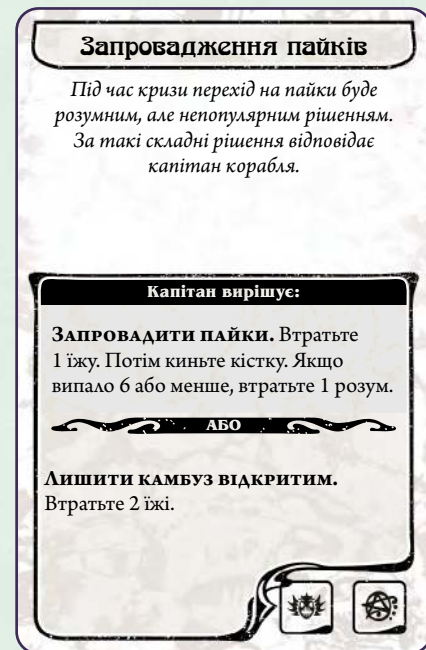 Запровадження пайків
Під час кризи перехід на пайки буде
розумним, але непопулярним рішенням.
За такі складні рішення відповідає
капітан корабля.
Капітан вирішує:
Запровадити пайки. Втратьте
1 їжу. Потім киньте кістку. Якщо
випало 6 або менше, втратьте 1 розум.
АБО
Лишити камбуз відкритим.
Втратьте 2 їжі.